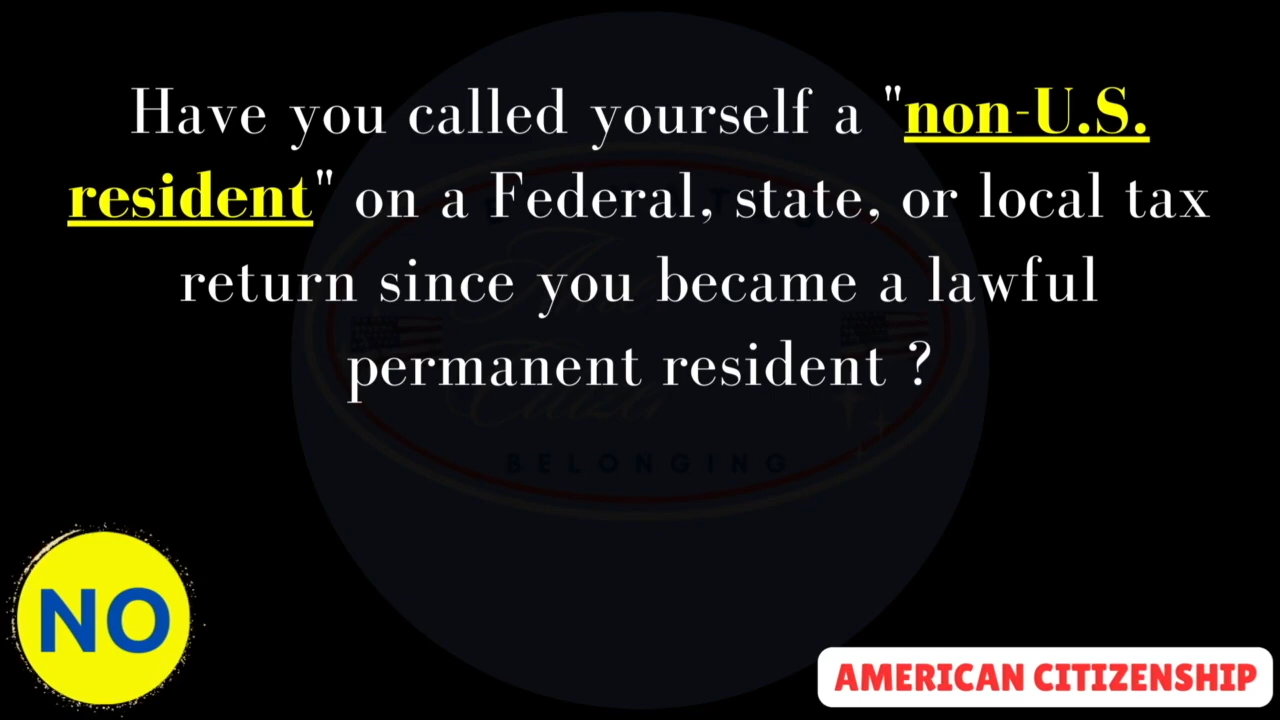 Have you called yourself a "non-U.S.
resident" on a Federal, state, or local tax
return since you became a lawful
permanent resident ?
BELONGING
NO
AMERICAN CITIZENSHIP